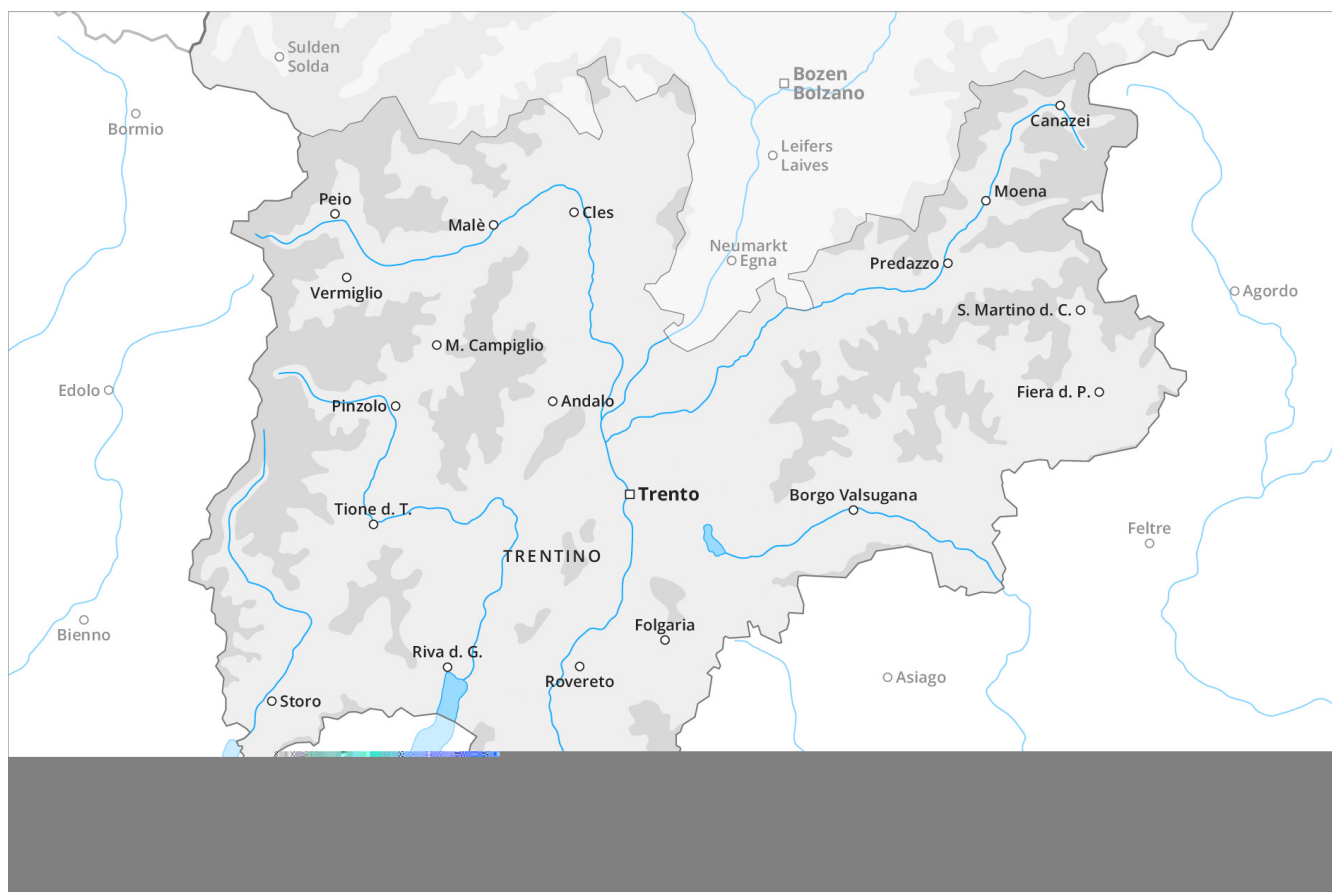 Sulden
Solda
Bozen
Bolzano
Bormio
Canazei
Leifers
Laives
Peio
Moena
Malè
Cles
Neumarkt
Egna
Predazzo
Vermiglio
Agordo
S. Martino d. C.
M. Campiglio
Edolo
Pinzolo
Andalo
Fiera d. P.
Trento
Borgo Valsugana
Tione d. T.
Feltre
TRENTINO
Bienno
Folgaria
Riva d. G.
Rovereto
Asiago
Storo